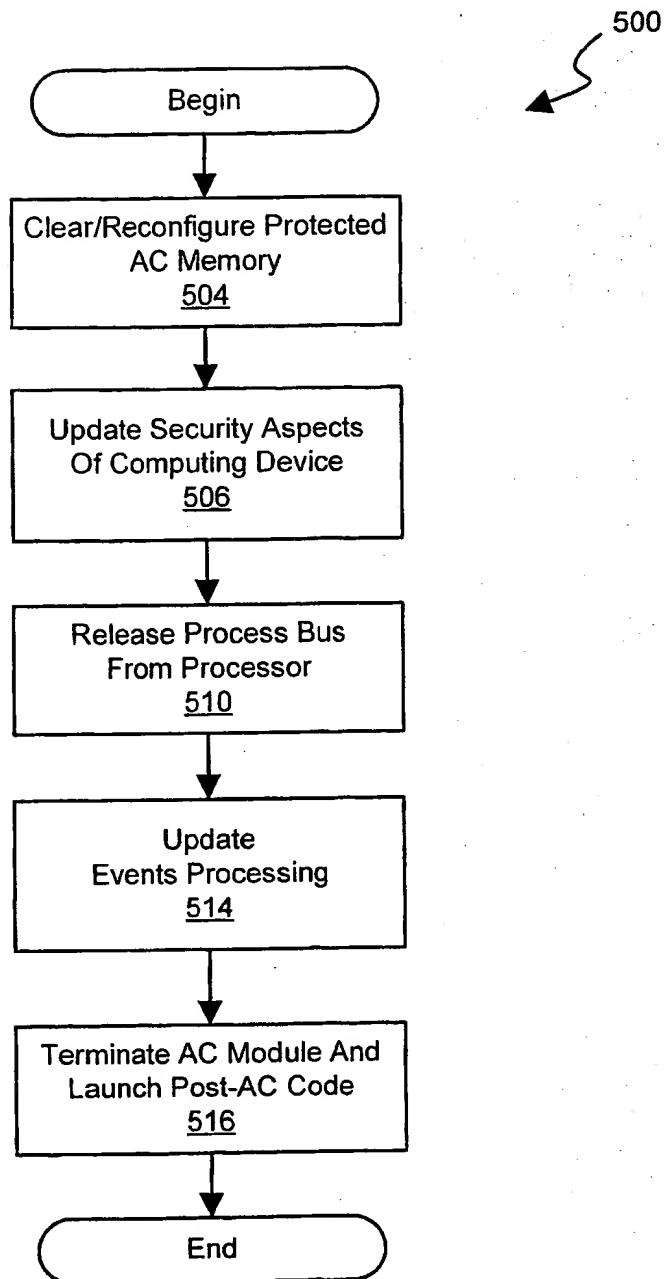 500
Begin
Clear/Reconfigure Protected
AC Memory
504
Update Security Aspects
Of Computing Device
506
Release Process Bus
From Processor
510
Update
Events Processing
514
Terminate AC Module And
Launch Post-AC Code
516
End